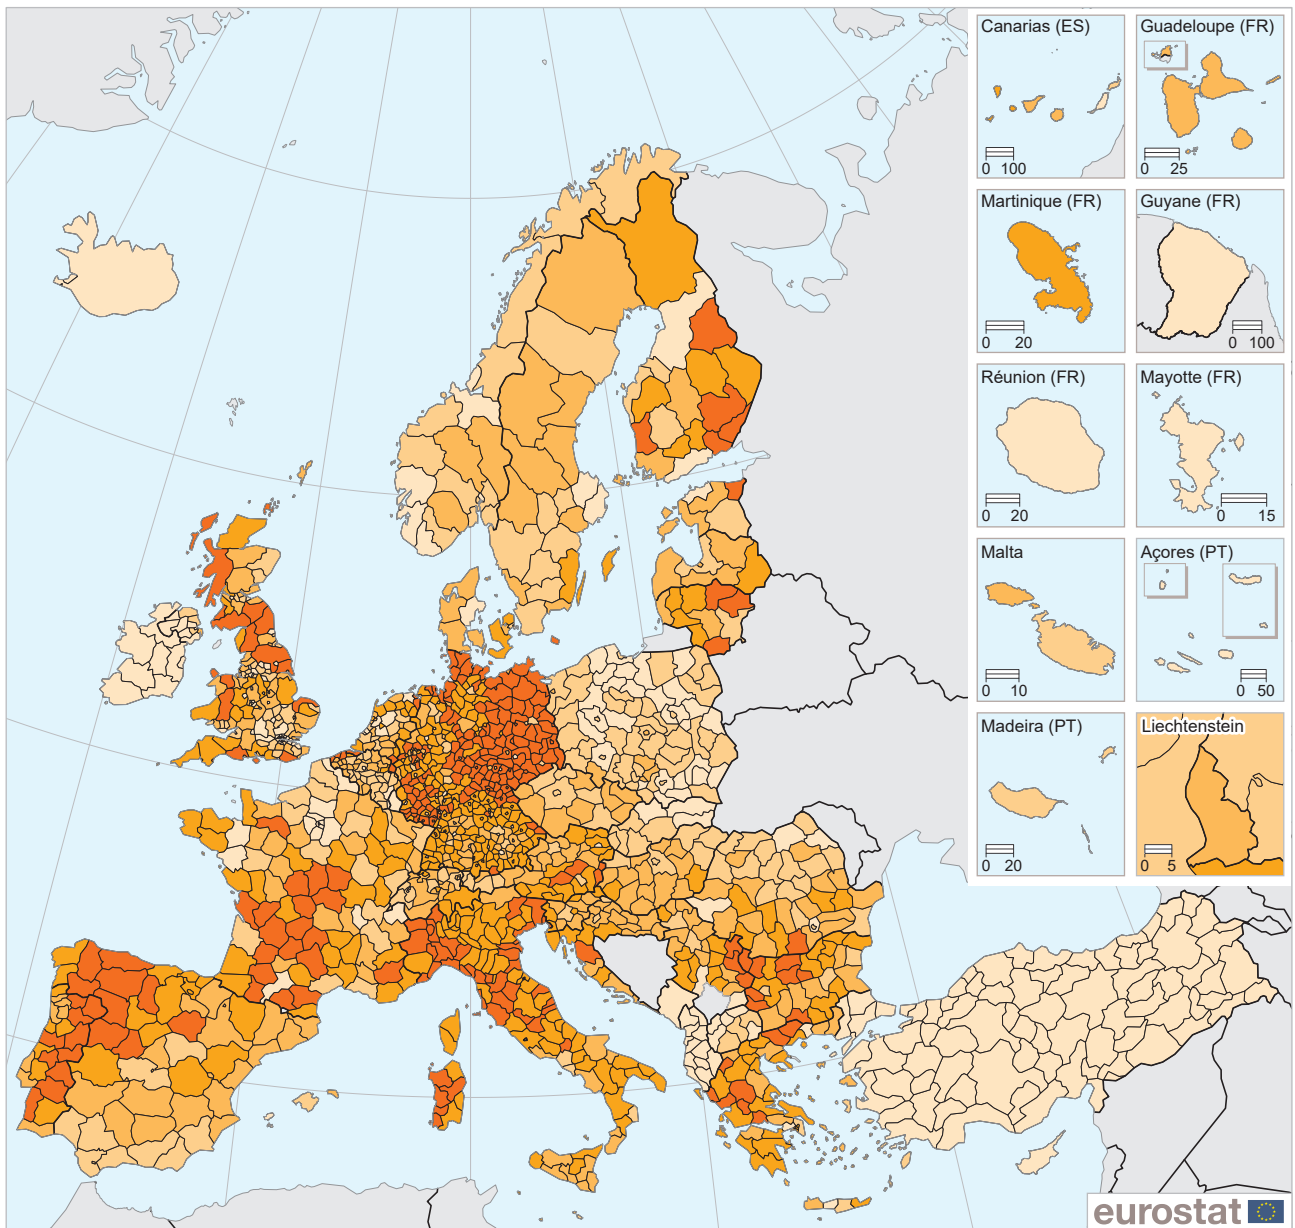 Canarias (ES)
0 100
Guadeloupe (FR)
0 25
Martinique (FR)
0 20
Guyane (FR)
0 100
Réunion (FR)
0 20
Mayotte (FR)
0 15
Malta
0 10
Açores (PT)
0 50
Madeira (PT)
0 20
Liechtenstein
0 5
eurostat